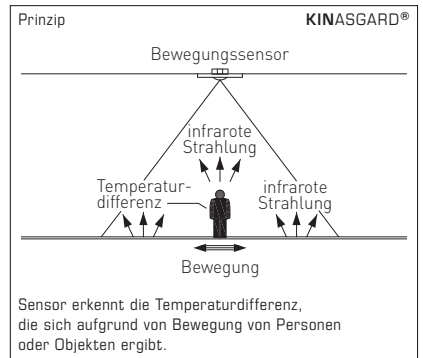 Prinzip KINASGARD®
Bewegungssensor
infrarote
Strahlung
Temperatur-
differenz
infrarote
Strahlung
Bewegung
Sensor erkennt die Temperaturdifferenz,
die sich aufgrund von Bewegung von Personen
oder Objekten ergibt.